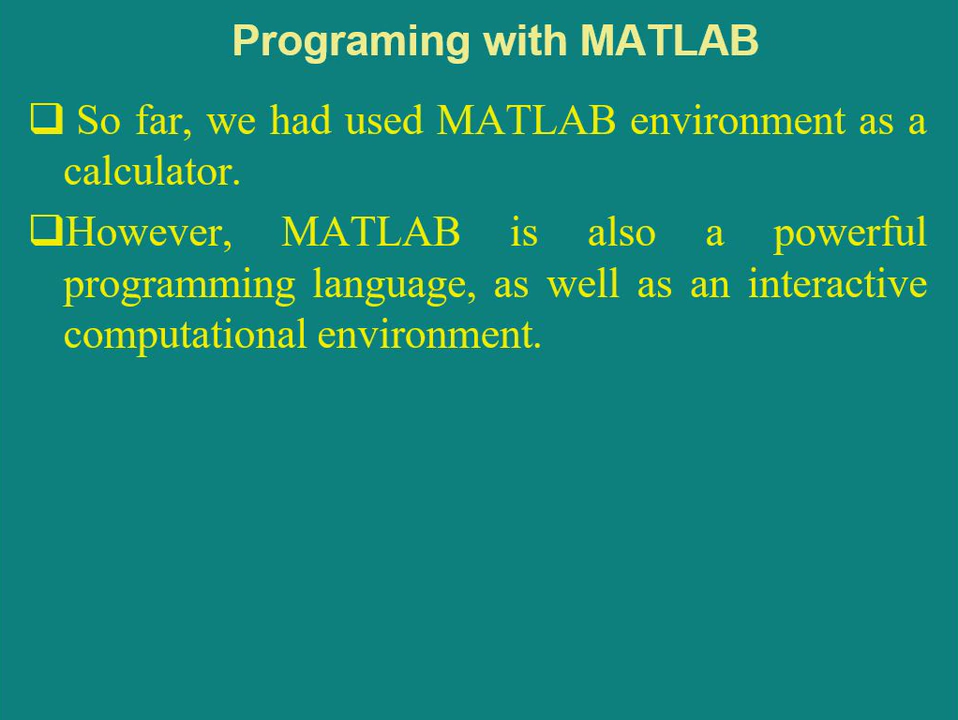 Programing with MATLAB
❑ So far, we had used MATLAB environment as a
calculator.
❑However, MATLAB is also a powerful
programming language, as well as an interactive
computational environment.